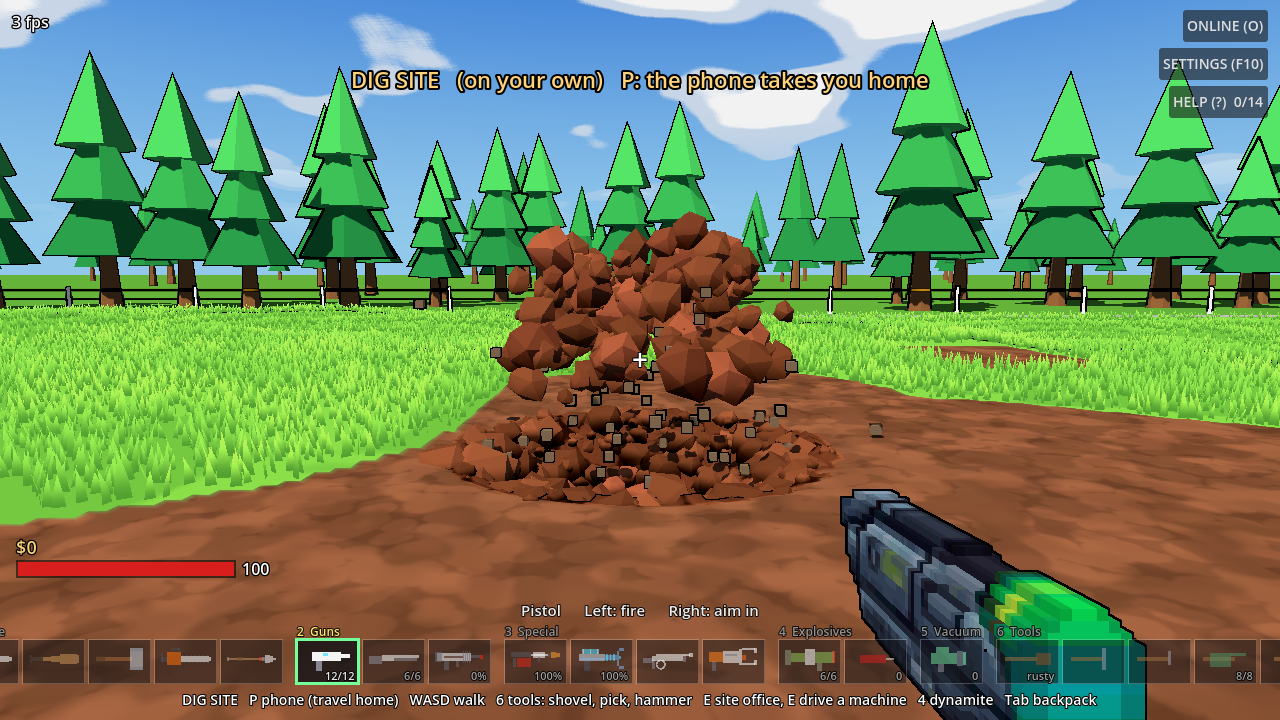 3 fps
ONLINE (O)
SETTINGS (F10)
HELP (?) 0/14
DIG SITE (on your own) P: the phone takes you home
$0
100
Pistol Left: fire Right: aim in
e 2 Guns 3 Special 4 Explosives 5 Vacuum 6 Tools
12/12 6/6 0% 100% 100% 6/6 0 0 rusty 8/8
DIG SITE P phone (travel home) WASD walk 6 tools: shovel, pick, hammer E site office, E drive a machine 4 dynamite Tab backpack